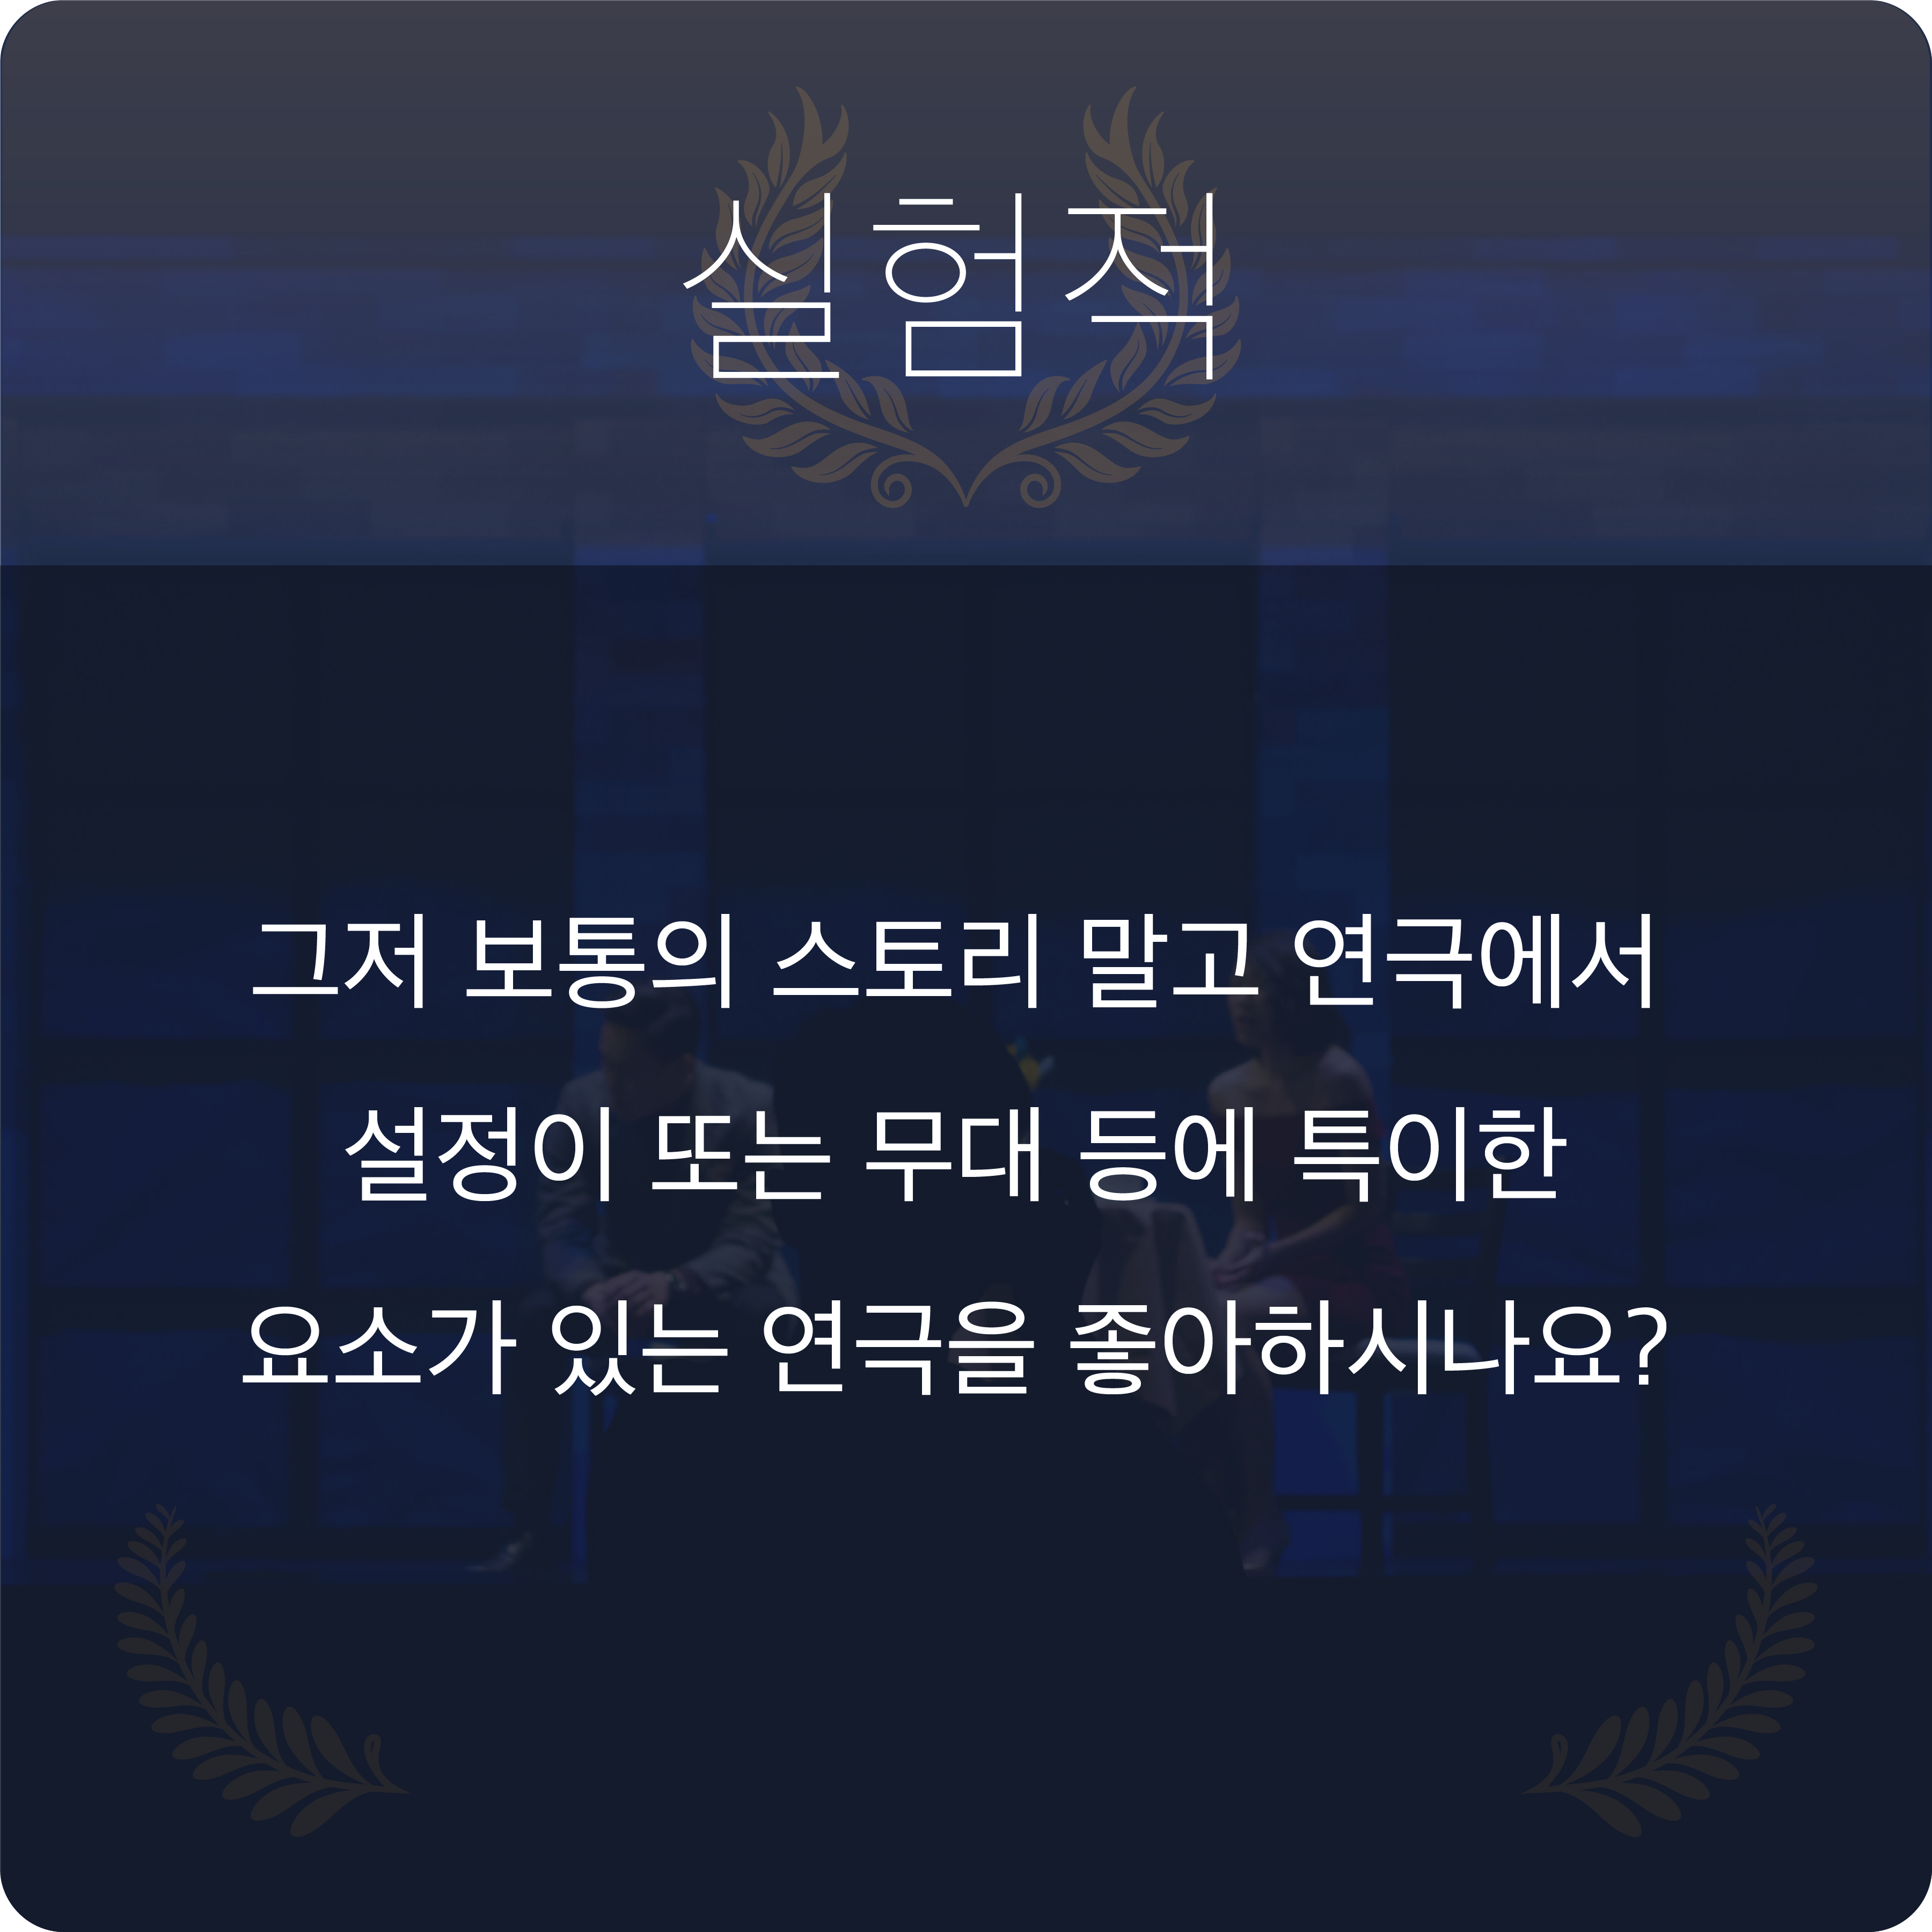 실험적
그저 보통의 스토리 말고 연극에서
설정이 또는 무대 등에 특이한
요소가 있는 연극을 좋아하시나요?